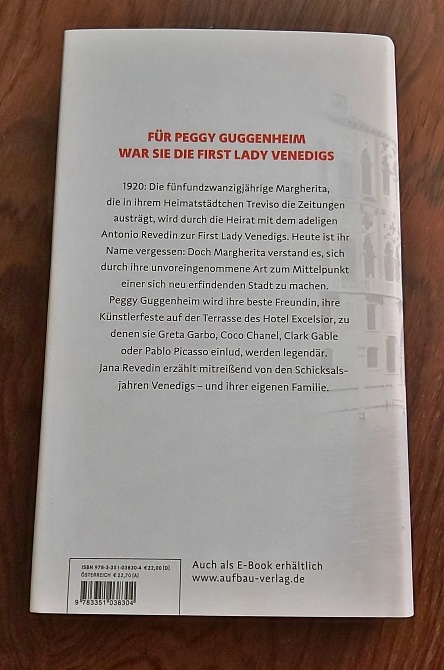 FÜR PEGGY GUGGENHEIM
WAR SIE DIE FIRST LADY VENEDIGS
1920: Die fünfundzwanzigjährige Margherita,
die in ihrem Heimatstädtchen Treviso die Zeitungen
austrägt, wird durch die Heirat mit dem adeligen
Antonio Revedin zur First Lady Venedigs. Heute ist ihr
Name vergessen: Doch Margherita verstand es, sich
durch ihre unvoreingenommene Art zum Mittelpunkt
einer sich neu erfindenden Stadt zu machen.
Peggy Guggenheim wird ihre beste Freundin, ihre
Künstlerfeste auf der Terrasse des Hotel Excelsior, zu
denen sie Greta Garbo, Coco Chanel, Clark Gable
oder Pablo Picasso einlud, werden legendär.
Jana Revedin erzählt mitreißend von den Schicksals-
jahren Venedigs – und ihrer eigenen Familie.
ISBN 978-3-351-03830-4 € 22,00 [D]
ÖSTERREICH € 22,70 [A]
9 783351 038304
Auch als E-Book erhältlich
www.aufbau-verlag.de